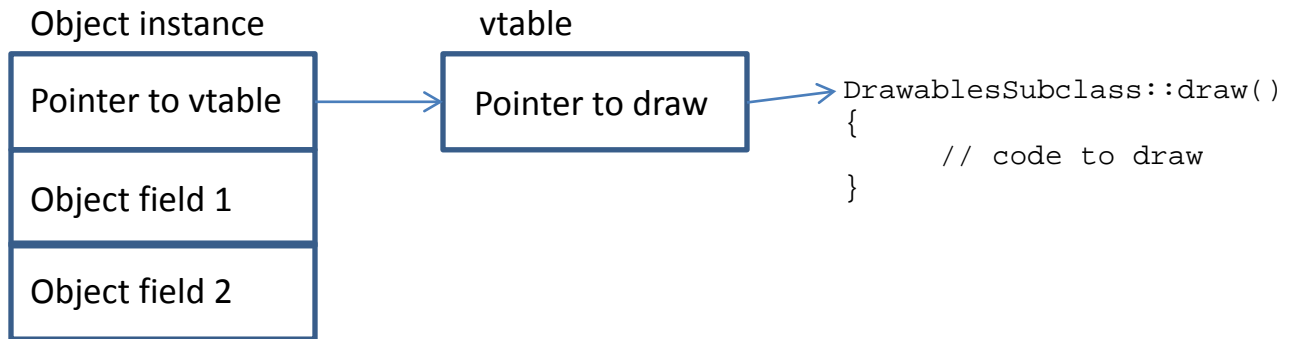 Object instance
vtable
Pointer to vtable
Pointer to draw
DrawablesSubclass::draw()
{
// code to draw
}
Object field 1
Object field 2